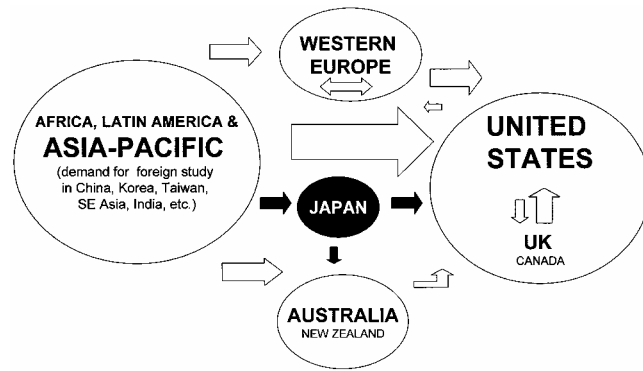 WESTERN
EUROPE
AFRICA, LATIN AMERICA &
ASIA-PACIFIC
(demand for foreign study
in China, Korea, Taiwan,
SE Asia, India, etc.)
UNITED
STATES
JAPAN
UK
CANADA
AUSTRALIA
NEW ZEALAND